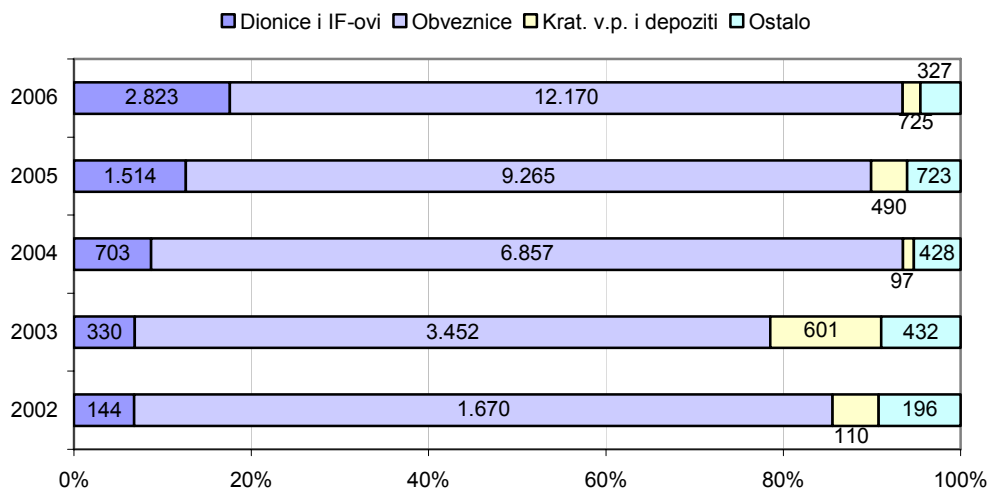 Dionice i IF-ovi Obveznice Krat. v.p. i depoziti Ostalo
327
2006 2.823 12.170
725
2005 1.514 9.265 723
490
2004 703 6.857 428
97
2003 330 3.452 601 432
2002 144 1.670 196
110
0% 20% 40% 60% 80% 100%